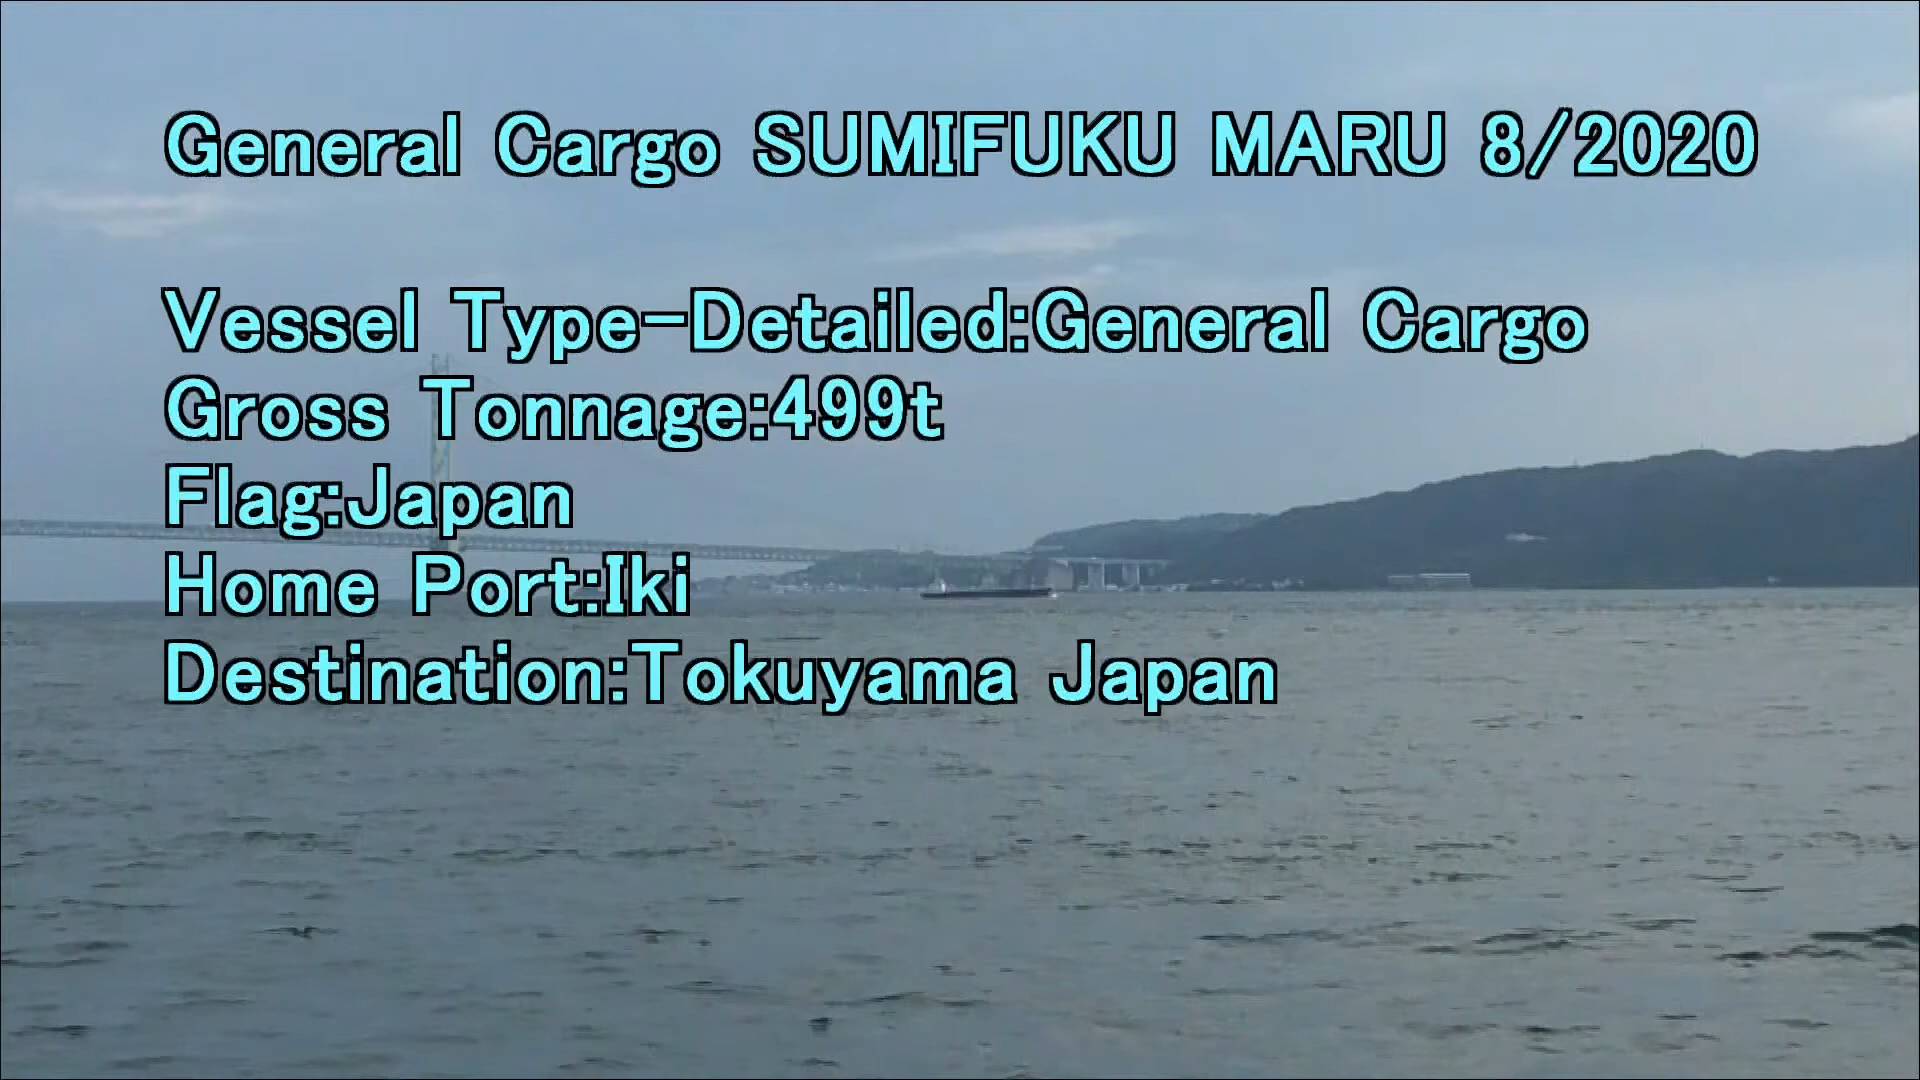 General Cargo SUMIFUKU MARU 8/2020
Vessel Type-Detailed:General Cargo
Gross Tonnage:499t
Flag:Japan
Home Port:Iki
Destination:Tokuyama Japan